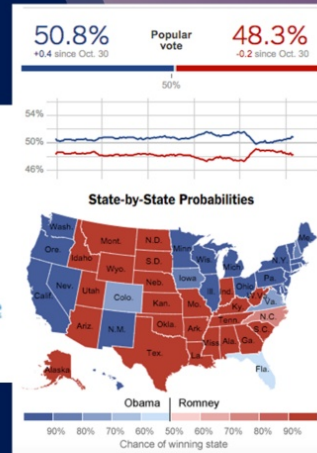 50.8%
+0.4 since Oct. 30
Popular
vote
48.3%
-0.2 since Oct. 30
50%
54%
50%
46%
State-by-State Probabilities
Wash.
Mont.
N.D.
Minn
Me.
Ore.
Idaho
S.D.
Wis.
N.Y.
Wyo.
Mich
Nev.
Neb.
Iowa
Pa.
Calif.
Utah
Colo.
Ill.
Ind.
Ohio
W.V.
Va.
Kan.
Mo.
Ky.
N.C.
Ariz.
N.M.
Okla.
Ark.
Tenn.
S.C.
Tex.
La.
Miss.
Ala.
Ga.
Alaska
Fla.
Obama
Romney
90% 80% 70% 60% 50% 60% 70% 80% 90%
Chance of winning state